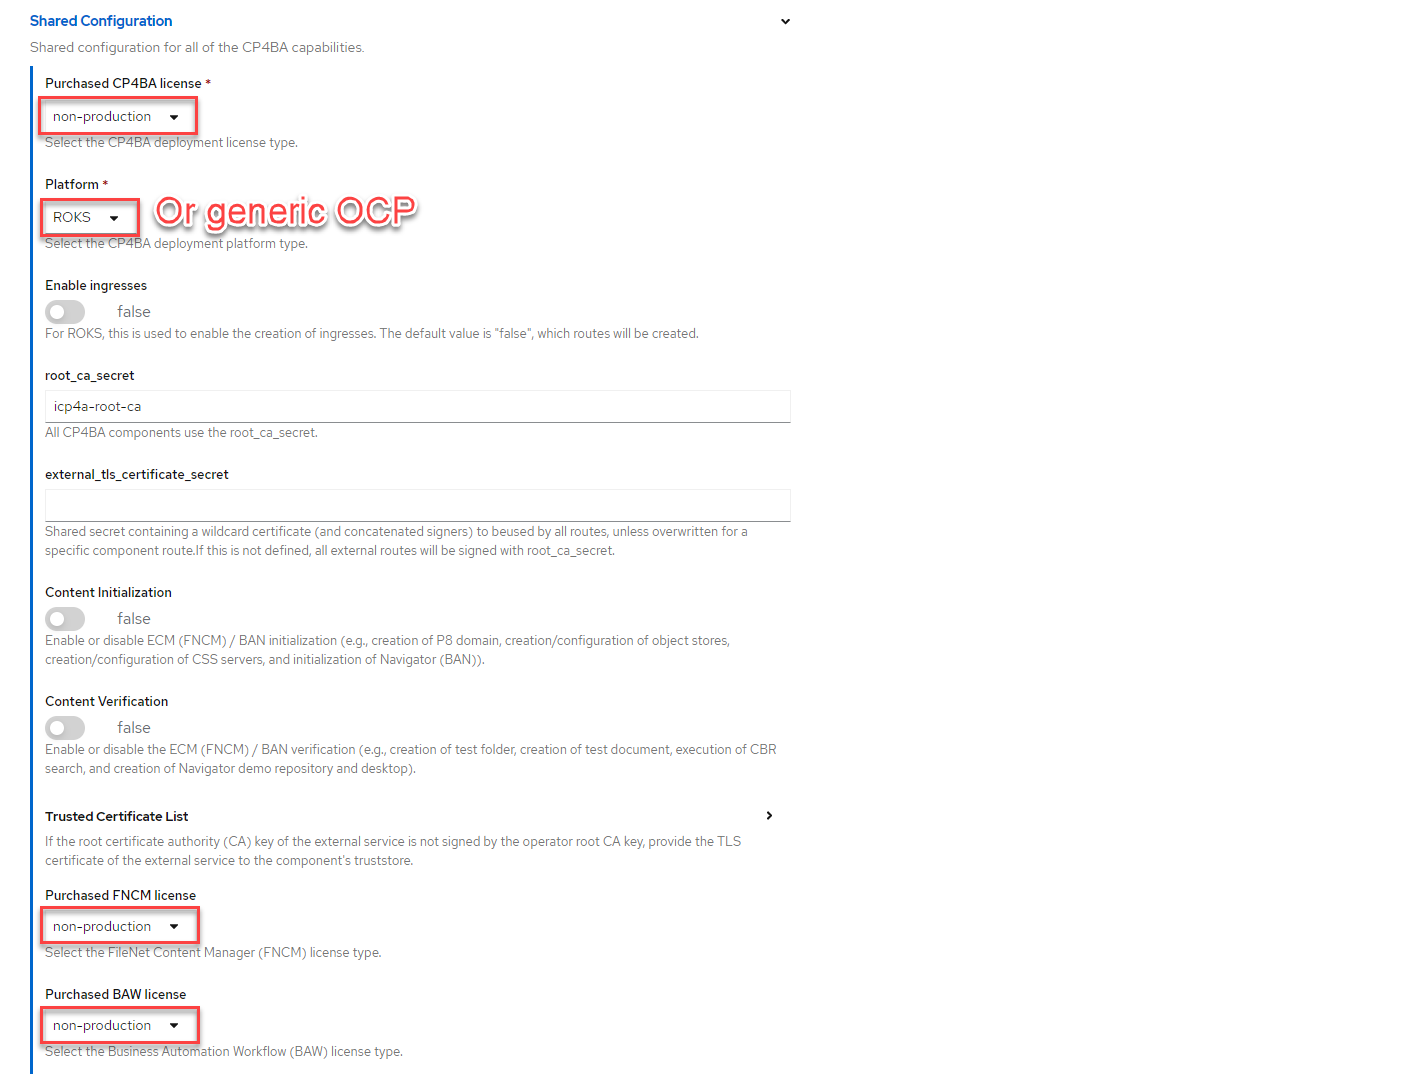 Shared Configuration
Shared configuration for all of the CP4BA capabilities.
Purchased CP4BA license *
non-production
Select the CP4BA deployment license type.
Platform *
ROKS
Or generic OCP
Select the CP4BA deployment platform type.
Enable ingresses
false
For ROKS, this is used to enable the creation of ingresses. The default value is "false", which routes will be created.
root_ca_secret
icp4a-root-ca
All CP4BA components use the root_ca_secret.
external_tls_certificate_secret
Shared secret containing a wildcard certificate (and concatenated signers) to beused by all routes, unless overwritten for a
specific component route.If this is not defined, all external routes will be signed with root_ca_secret.
Content Initialization
false
Enable or disable ECM (FNCM) / BAN initialization (e.g., creation of P8 domain, creation/configuration of object stores,
creation/configuration of CSS servers, and initialization of Navigator (BAN)).
Content Verification
false
Enable or disable the ECM (FNCM) / BAN verification (e.g., creation of test folder, creation of test document, execution of CBR
search, and creation of Navigator demo repository and desktop).
Trusted Certificate List
If the root certificate authority (CA) key of the external service is not signed by the operator root CA key, provide the TLS
certificate of the external service to the component's truststore.
Purchased FNCM license
non-production
Select the FileNet Content Manager (FNCM) license type.
Purchased BAW license
non-production
Select the Business Automation Workflow (BAW) license type.